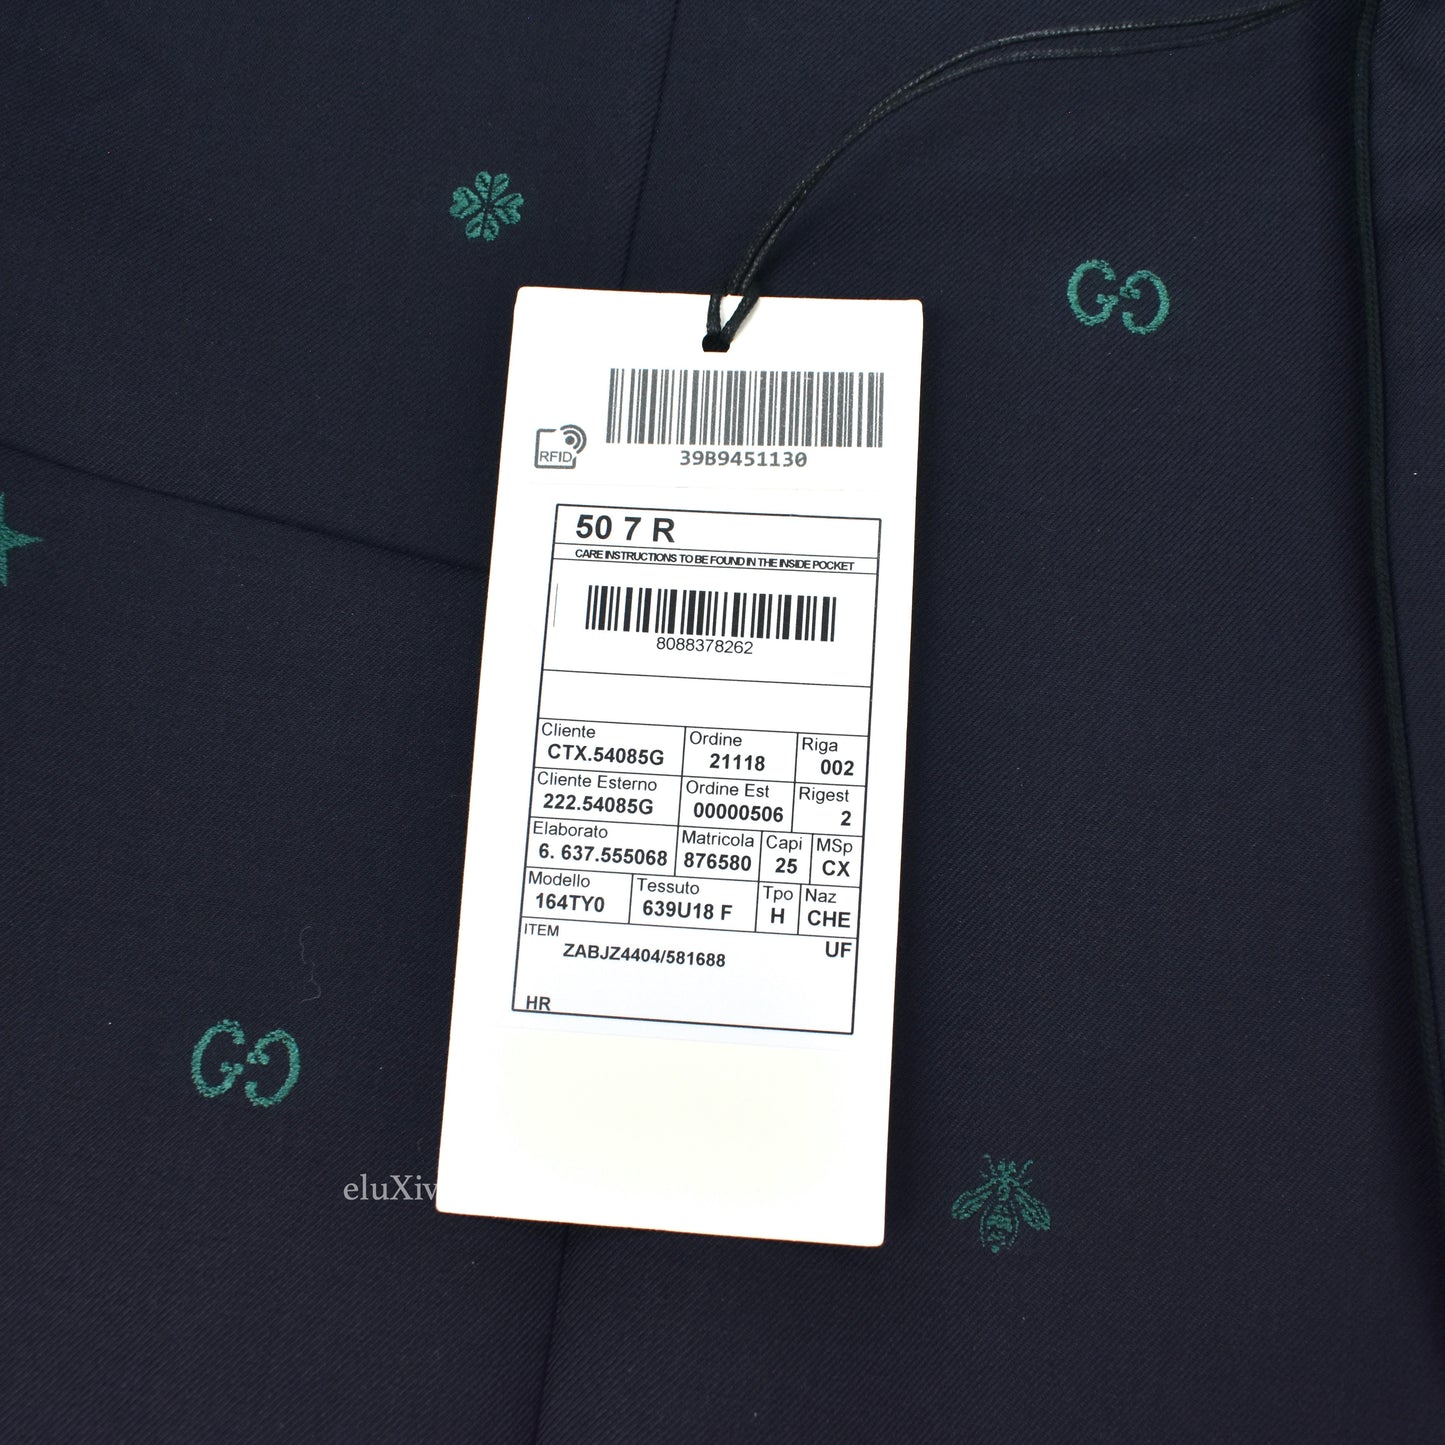 39B9451130
RFID
50 7 R
CARE INSTRUCTIONS TO BE FOUND IN THE INSIDE POCKET
8088378262
Cliente Ordine Riga
CTX.54085G 21118 002
Cliente Esterno Ordine Est Rigest
222.54085G 00000506 2
Elaborato Matricola Capi MSp
6. 637.555068 876580 25 CX
Modello Tessuto Tpo Naz
164TY0 639U18 F H CHE
ITEM UF
ZABJZ4404/581688
HR
eluXiv